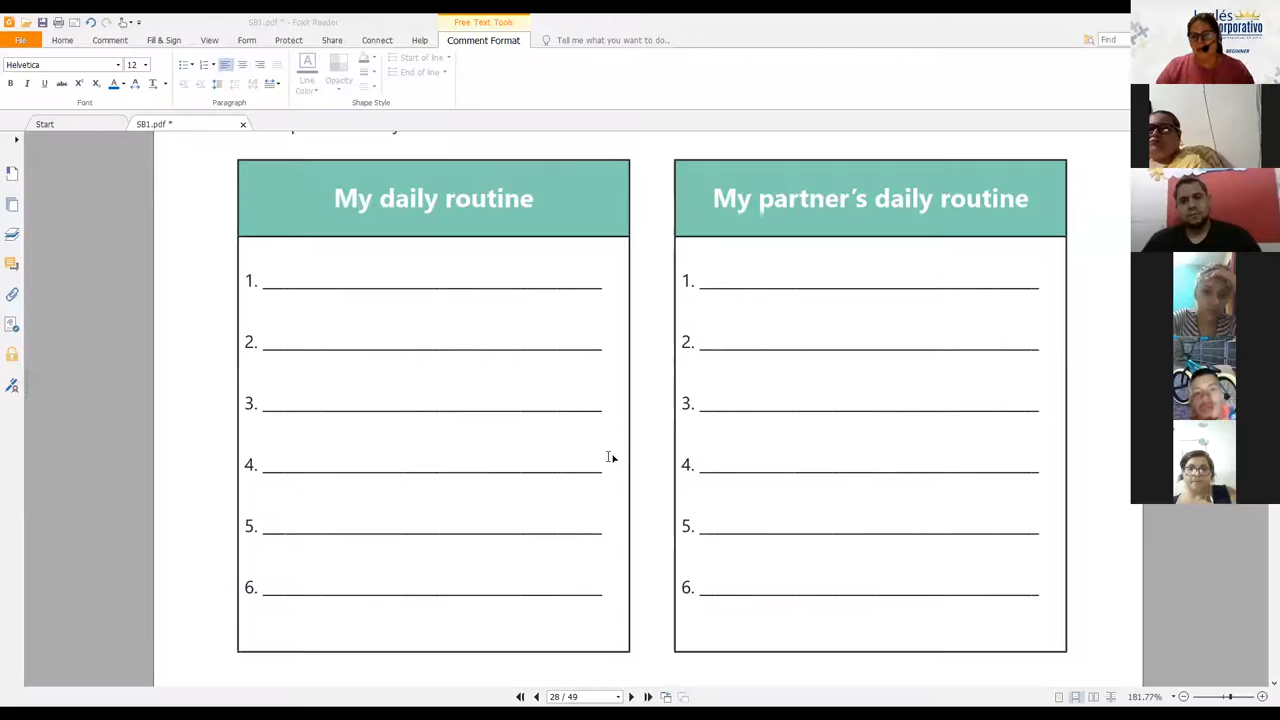 SB1.pdf * - Foxit Reader
Free Text Tools
File Home Comment Fill & Sign View Form Protect Share Connect Help Comment Format Tell me what you want to do... Find
Helvetica 12
Line Color Opacity
Start of line
End of line
Font Paragraph Shape Style
Start SB1.pdf *
My daily routine
1.
2.
3.
4.
5.
6.
My partner's daily routine
1.
2.
3.
4.
5.
6.
28 / 49
181.77%
BEGINNER